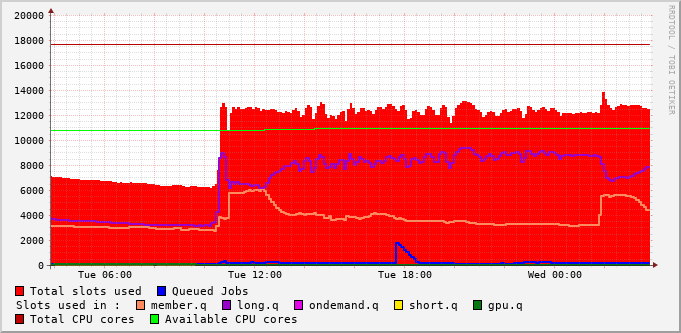 20000
18000
16000
14000
12000
10000
8000
6000
4000
2000
0
Tue 06:00 Tue 12:00 Tue 18:00 Wed 00:00
Total slots used Queued Jobs
Slots used in : member.q long.q ondemand.q short.q gpu.q
Total CPU cores Available CPU cores
RRDTOOL / TOBI OETIKER